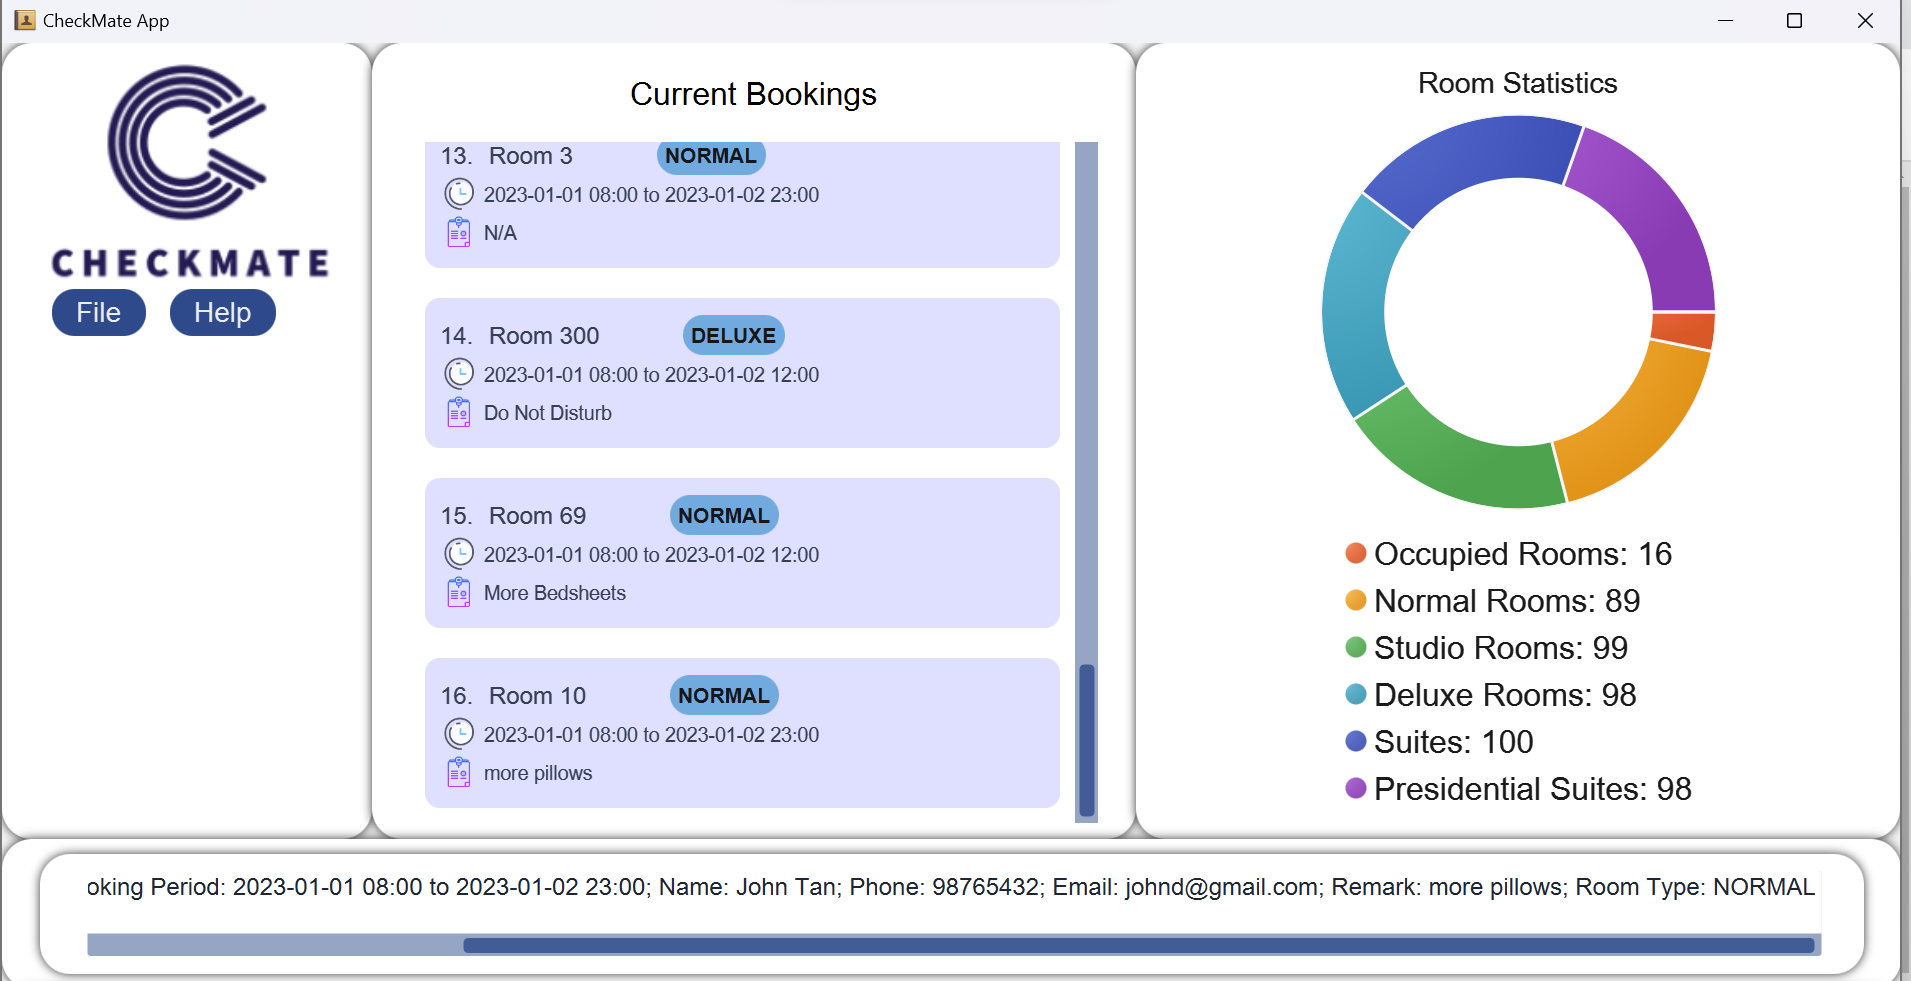 CheckMate App
CHECKMATE
File Help
Current Bookings
13. Room 3 NORMAL
2023-01-01 08:00 to 2023-01-02 23:00
N/A
14. Room 300 DELUXE
2023-01-01 08:00 to 2023-01-02 12:00
Do Not Disturb
15. Room 69 NORMAL
2023-01-01 08:00 to 2023-01-02 12:00
More Bedsheets
16. Room 10 NORMAL
2023-01-01 08:00 to 2023-01-02 23:00
more pillows
Room Statistics
Occupied Rooms: 16
Normal Rooms: 89
Studio Rooms: 99
Deluxe Rooms: 98
Suites: 100
Presidential Suites: 98
oking Period: 2023-01-01 08:00 to 2023-01-02 23:00; Name: John Tan; Phone: 98765432; Email: johnd@gmail.com; Remark: more pillows; Room Type: NORMAL